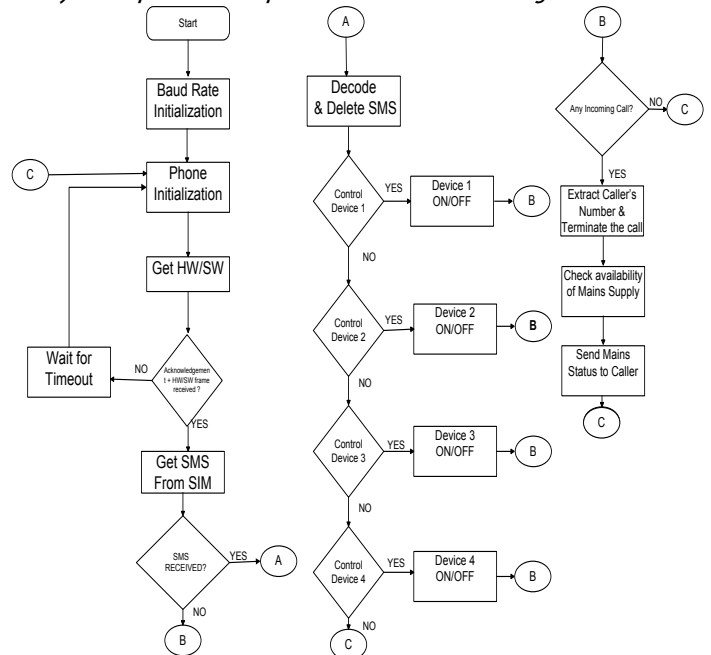 Start
Baud Rate
Initialization
C
Phone
Initialization
Get HW/SW
Wait for
Timeout
NO
Acknowledgemen
t + HW/SW frame
received ?
YES
Get SMS
From SIM
SMS
RECEIVED?
YES
A
NO
B
A
Decode
& Delete SMS
Control
Device 1
YES
Device 1
ON/OFF
B
NO
Control
Device 2
YES
Device 2
ON/OFF
B
NO
Control
Device 3
YES
Device 3
ON/OFF
B
NO
Control
Device 4
YES
Device 4
ON/OFF
B
NO
C
B
Any Incoming Call?
NO
C
YES
Extract Caller's
Number &
Terminate the call
Check availability
of Mains Supply
Send Mains
Status to Caller
C